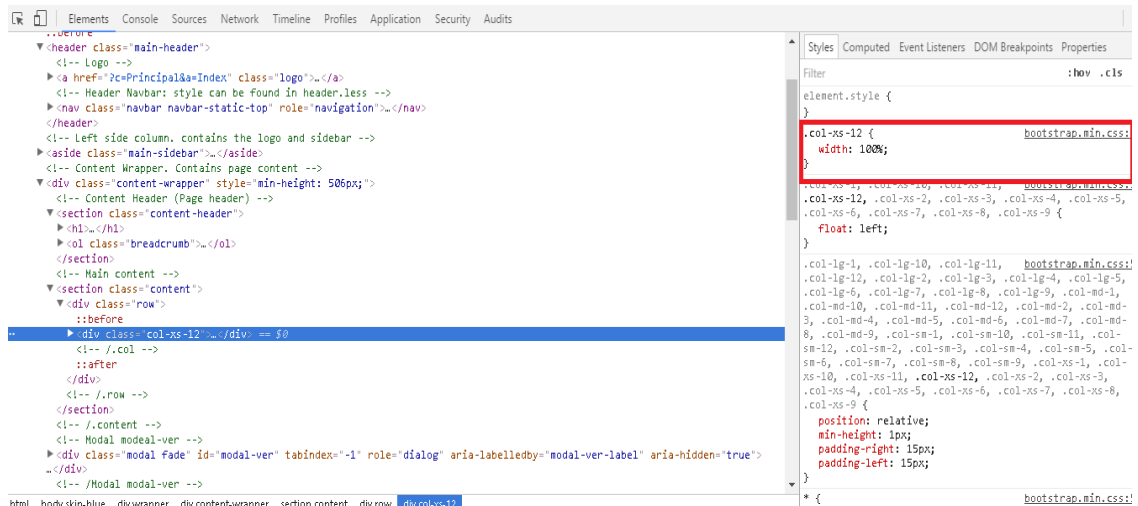 Elements Console Sources Network Timeline Profiles Application Security Audits
::before
▼<header class="main-header">
<!-- Logo -->
▶<a href="?c=Principal&a=Index" class="logo">…</a>
<!-- Header Navbar: style can be found in header.less -->
▶<nav class="navbar navbar-static-top" role="navigation">…</nav>
</header>
<!-- Left side column. contains the logo and sidebar -->
▶<aside class="main-sidebar">…</aside>
<!-- Content Wrapper. Contains page content -->
▼<div class="content-wrapper" style="min-height: 506px;">
<!-- Content Header (Page header) -->
▼<section class="content-header">
▶<h1>…</h1>
▶<ol class="breadcrumb">…</ol>
</section>
<!-- Main content -->
▼<section class="content">
▼<div class="row">
::before
▶<div class="col-xs-12">…</div> == $0
<!-- /.col -->
::after
</div>
<!-- /.row -->
</section>
<!-- /.content -->
<!-- Modal modeal-ver -->
▶<div class="modal fade" id="modal-ver" tabindex="-1" role="dialog" aria-labelledby="modal-ver-label" aria-hidden="true">
…</div>
<!-- /Modal modal-ver -->
html body.skin-blue div.wrapper div.content-wrapper section.content div.row div.col-xs-12
Styles Computed Event Listeners DOM Breakpoints Properties
Filter :hov .cls
element.style {
}
.col-xs-12 { bootstrap.min.css:
width: 100%;
}
.col-xs-1, .col-xs-10, .col-xs-11, bootstrap.min.css:
.col-xs-12, .col-xs-2, .col-xs-3, .col-xs-4, .col-xs-5,
.col-xs-6, .col-xs-7, .col-xs-8, .col-xs-9 {
float: left;
}
.col-lg-1, .col-lg-10, .col-lg-11, bootstrap.min.css:5
.col-lg-12, .col-lg-2, .col-lg-3, .col-lg-4, .col-lg-5,
.col-lg-6, .col-lg-7, .col-lg-8, .col-lg-9, .col-md-1,
.col-md-10, .col-md-11, .col-md-12, .col-md-2, .col-md-
3, .col-md-4, .col-md-5, .col-md-6, .col-md-7, .col-md-
8, .col-md-9, .col-sm-1, .col-sm-10, .col-sm-11, .col-
sm-12, .col-sm-2, .col-sm-3, .col-sm-4, .col-sm-5, .col-
sm-6, .col-sm-7, .col-sm-8, .col-sm-9, .col-xs-1, .col-
xs-10, .col-xs-11, .col-xs-12, .col-xs-2, .col-xs-3,
.col-xs-4, .col-xs-5, .col-xs-6, .col-xs-7, .col-xs-8,
.col-xs-9 {
position: relative;
min-height: 1px;
padding-right: 15px;
padding-left: 15px;
}
* { bootstrap.min.css:5